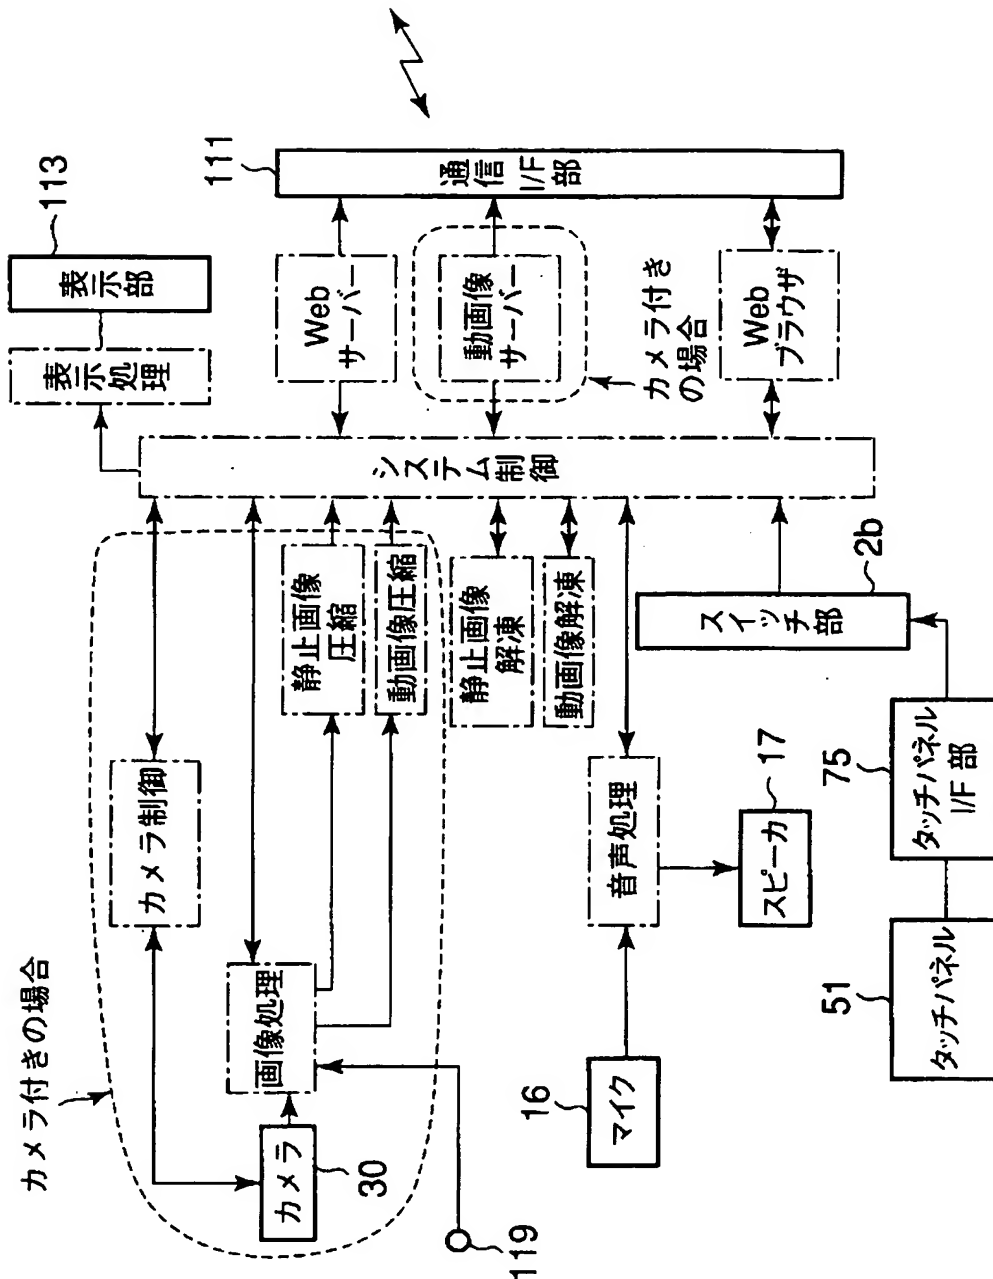 カメラ付きの場合
カメラ
30
119
カメラ制御
画像処理
静止画像
圧縮
動画像圧縮
静止画像
解凍
動画像解凍
マイク
16
音声処理
スピーカ
17
タッチパネル
51
タッチパネル
I/F 部
75
スイッチ部
2b
システム制御
表示処理
表示部
113
Web
サーバー
動画像
サーバー
カメラ付き
の場合
Web
ブラウザ
通信
I/F部
111